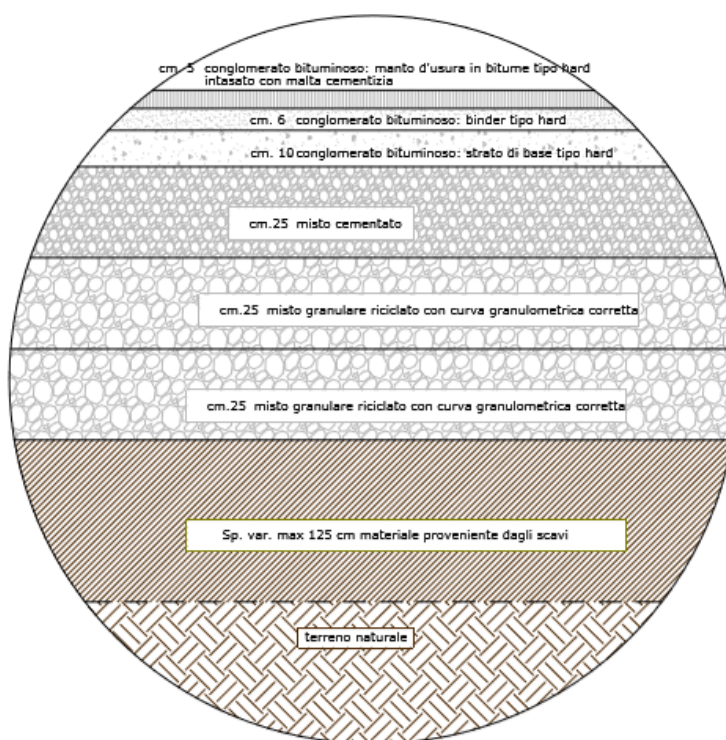 cm. 5 conglomerato bituminoso: manto d'usura in bitume tipo hard
intasato con malta cementizia
cm. 6 conglomerato bituminoso: binder tipo hard
cm. 10 conglomerato bituminoso: strato di base tipo hard
cm.25 misto cementato
cm.25 misto granulare riciclato con curva granulometrica corretta
cm.25 misto granulare riciclato con curva granulometrica corretta
Sp. var. max 125 cm materiale proveniente dagli scavi
terreno naturale